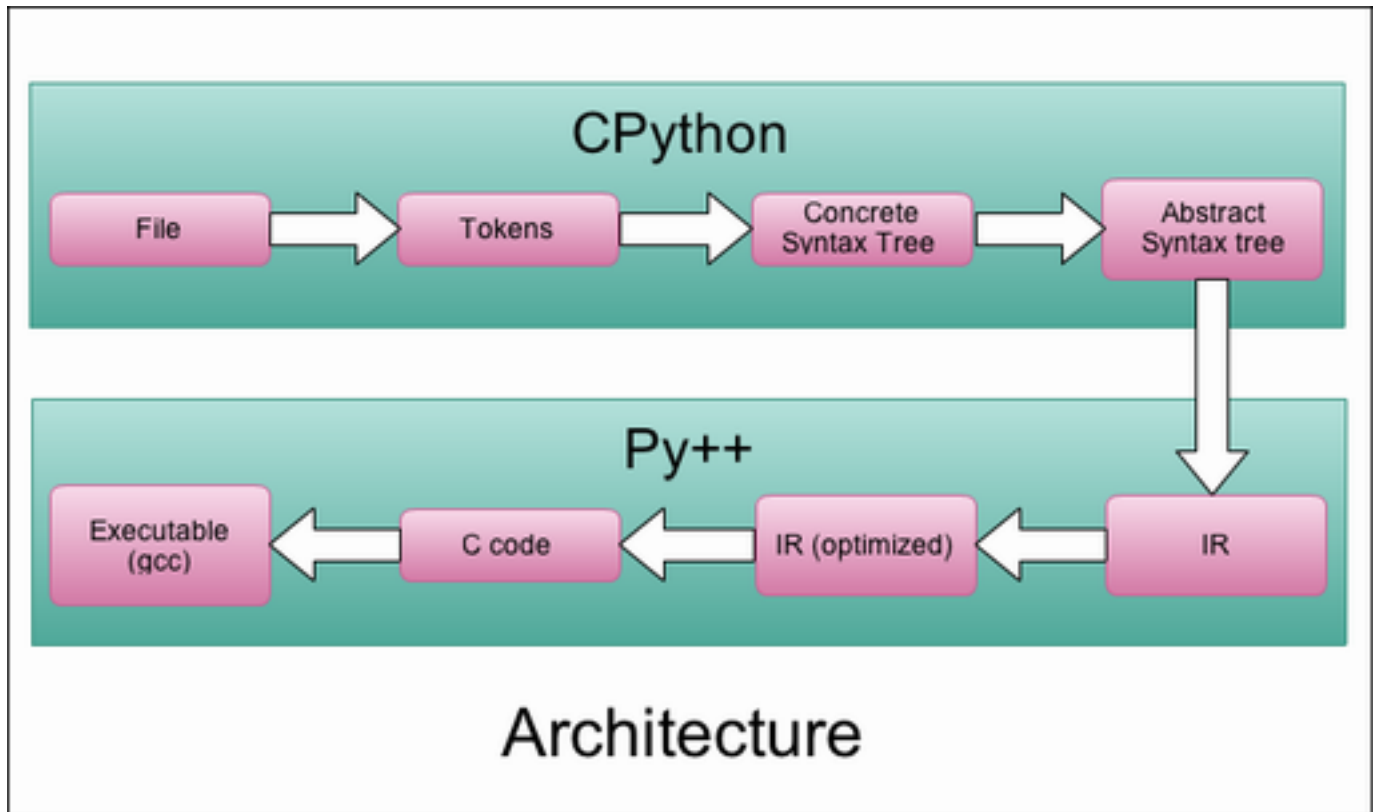 CPython
File
Tokens
Concrete
Syntax Tree
Abstract
Syntax tree
Py++
Executable
(gcc)
C code
IR (optimized)
IR
Architecture